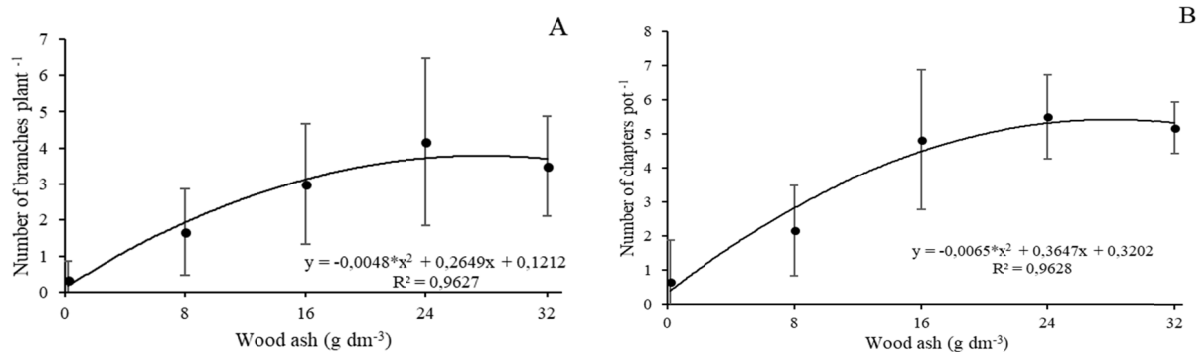 A
Number of branches plant ⁻¹
7
6
5
4
3
2
1
0
y = -0,0048*x² + 0,2649x + 0,1212
R² = 0,9627
0 8 16 24 32
Wood ash (g dm⁻³)
B
Number of chapters pot ⁻¹
8
7
6
5
4
3
2
1
0
y = -0,0065*x² + 0,3647x + 0,3202
R² = 0,9628
0 8 16 24 32
Wood ash (g dm⁻³)